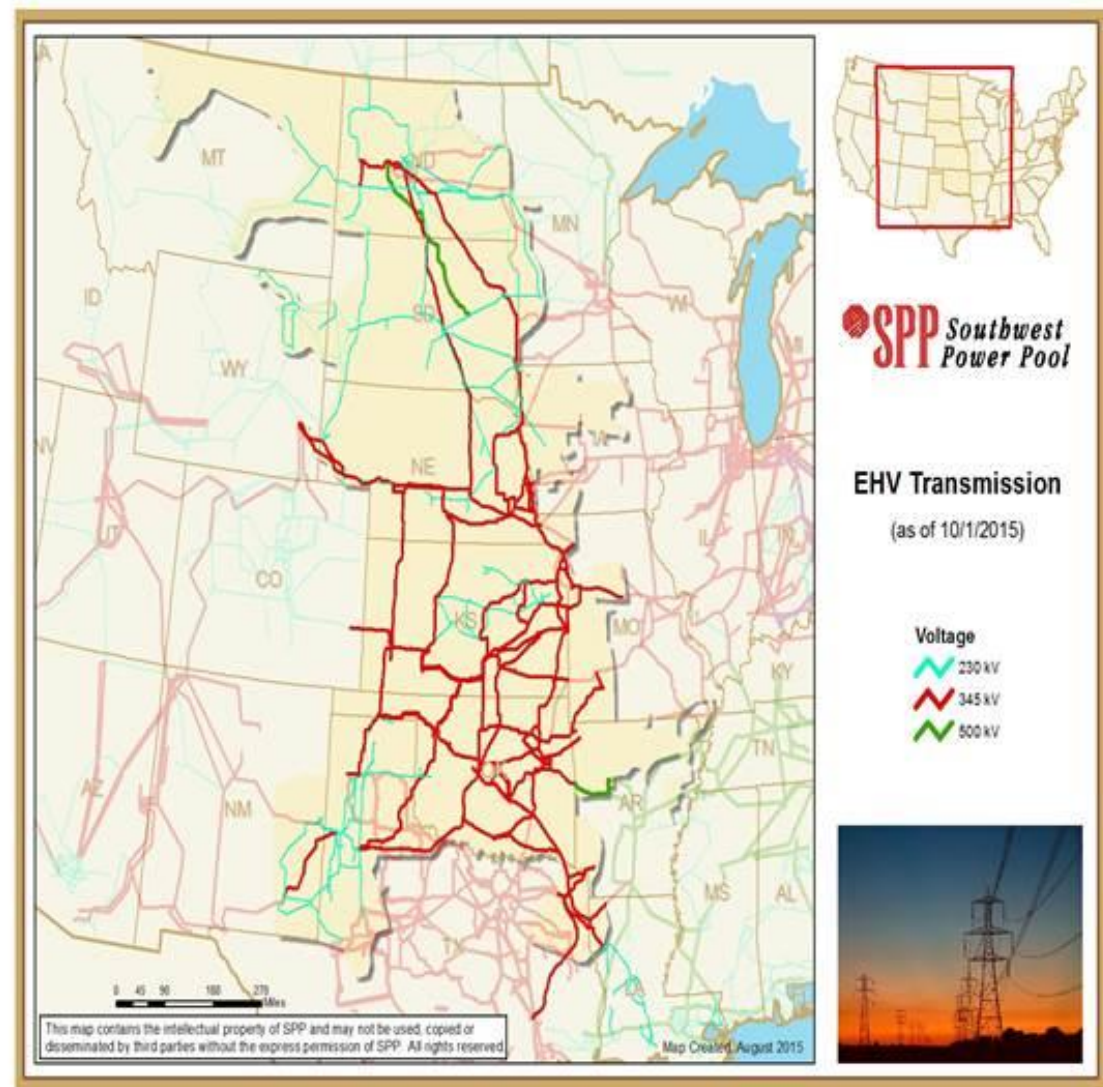 MT
ND
MN
ID
SD
WI
MI
WY
IA
NV
NE
UT
CO
IL
IN
KS
MO
KY
OK
TN
AZ
NM
AR
MS
AL
TX
0 45 90 180 270
Miles
This map contains the intellectual property of SPP and may not be used, copied or
disseminated by third parties without the express permission of SPP. All rights reserved.
Map Created, August 2015
SPP Southwest
Power Pool
EHV Transmission
(as of 10/1/2015)
Voltage
230 kV
345 kV
500 kV